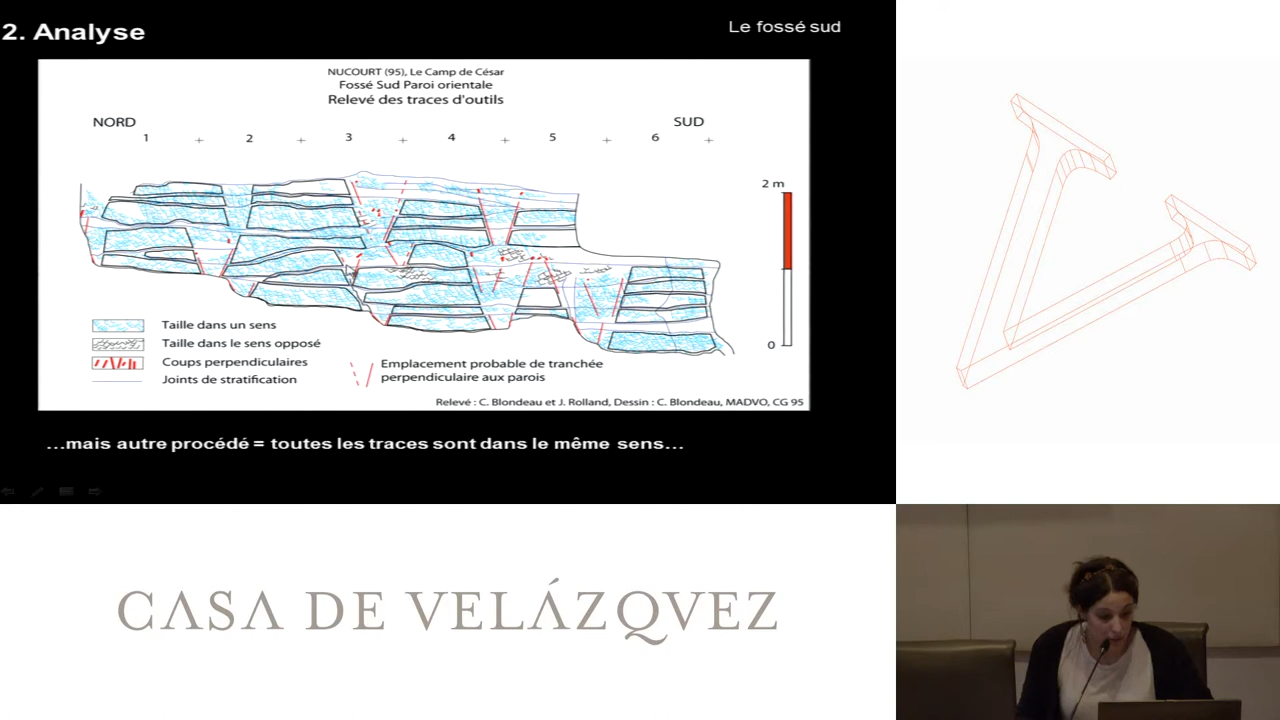 2. Analyse
Le fossé sud
NUCOURT (95), Le Camp de César
Fossé Sud Paroi orientale
Relevé des traces d'outils
NORD
SUD
1 2 3 4 5 6
2 m
0
Taille dans un sens
Taille dans le sens opposé
Coups perpendiculaires
Joints de stratification
Emplacement probable de tranchée
perpendiculaire aux parois
Relevé : C. Blondeau et J. Rolland, Dessin : C. Blondeau, MADVO, CG 95
...mais autre procédé = toutes les traces sont dans le même sens...
CASA DE VELÁZQVEZ